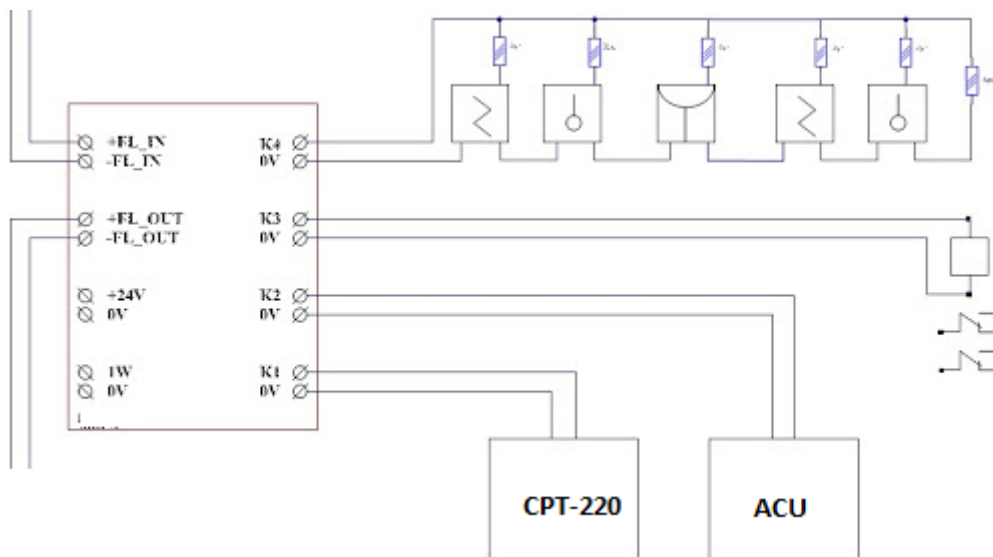 +FL_IN
-FL_IN
+FL_OUT
-FL_OUT
+24V
0V
1W
0V
K4
0V
K3
0V
K2
0V
K1
0V
1
CPT-220
ACU